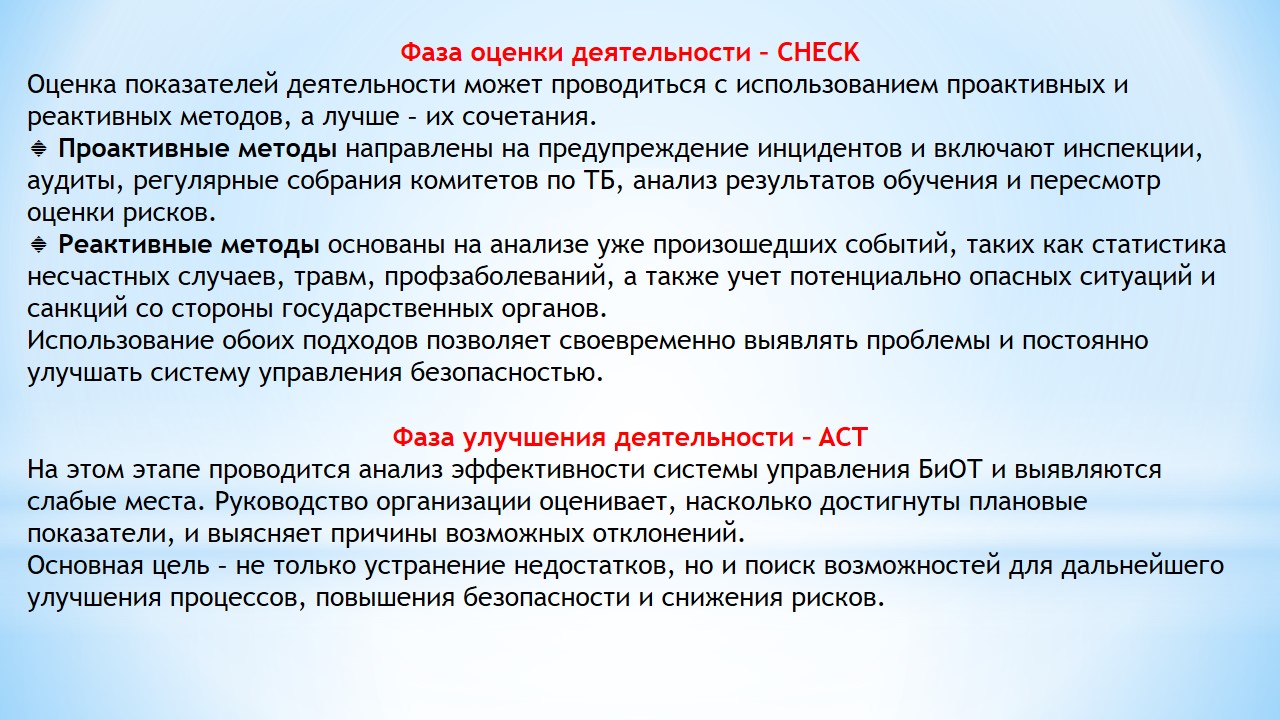 Фаза оценки деятельности – CHECK
Оценка показателей деятельности может проводиться с использованием проактивных и
реактивных методов, а лучше - их сочетания.
Проактивные методы направлены на предупреждение инцидентов и включают инспекции,
аудиты, регулярные собрания комитетов по ТБ, анализ результатов обучения и пересмотр
оценки рисков.
Реактивные методы основаны на анализе уже произошедших событий, таких как статистика
несчастных случаев, травм, профзаболеваний, а также учет потенциально опасных ситуаций и
санкций со стороны государственных органов.
Использование обоих подходов позволяет своевременно выявлять проблемы и постоянно
улучшать систему управления безопасностью.
Фаза улучшения деятельности – ACT
На этом этапе проводится анализ эффективности системы управления БиОТ и выявляются
слабые места. Руководство организации оценивает, насколько достигнуты плановые
показатели, и выясняет причины возможных отклонений.
Основная цель - не только устранение недостатков, но и поиск возможностей для дальнейшего
улучшения процессов, повышения безопасности и снижения рисков.